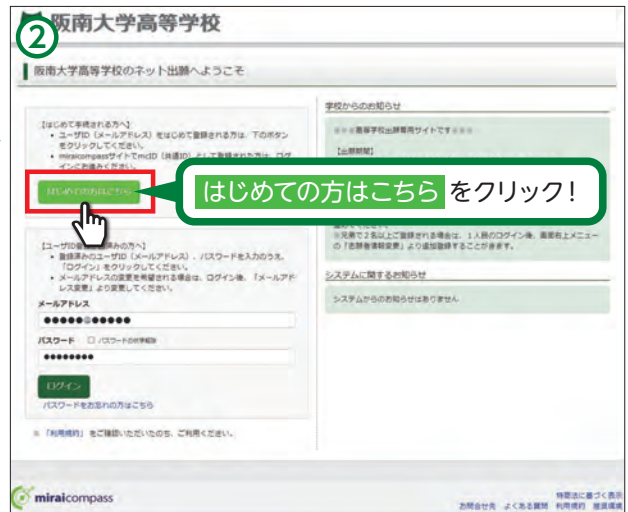 ②
阪南大学高等学校
阪南大学高等学校のネット出願へようこそ
【はじめて手続される方へ】
• ユーザID（メールアドレス）をはじめて登録される方は、下のボタン
をクリックしてください。
• miraicompassサイトでmcID（共通ID）として登録された方は、ログ
インにお進みください。
はじめての方はこちら
はじめての方はこちら をクリック！
【ユーザID登録がお済みの方へ】
• 登録済みのユーザID（メールアドレス）、パスワードを入力のうえ、
「ログイン」をクリックしてください。
• メールアドレスの変更を希望される場合は、ログイン後、「メールアド
レス変更」より変更してください。
メールアドレス
●●●●●@●●●●●
パスワード □ パスワードの伏字解除
●●●●●●●●
ログイン
パスワードをお忘れの方はこちら
※ 「利用規約」をご確認いただいたのち、ご利用ください。
学校からのお知らせ
＊＊＊高等学校出願専用サイトです＊＊＊
【出願期間】
※兄弟で2名以上ご登録される場合は、1人目のログイン後、画面右上メニュー
の「志願者情報変更」より追加登録することができます。
システムに関するお知らせ
システムからのお知らせはありません
miraicompass
特商法に基づく表示
お問合せ先 よくある質問 利用規約 推奨環境